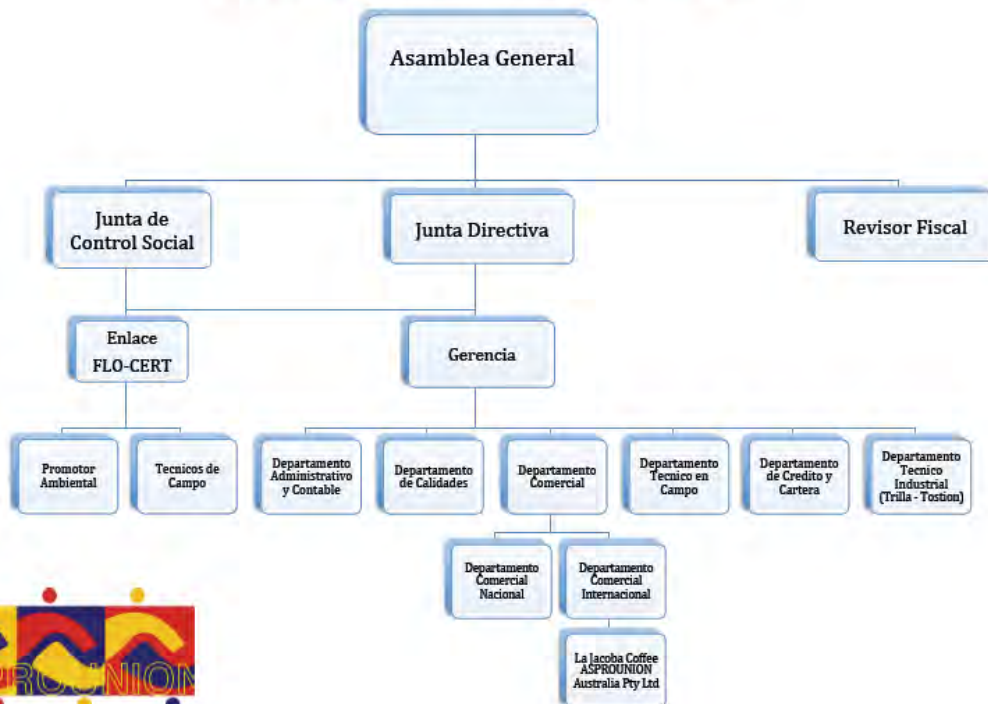 Asamblea General
Junta de
Control Social
Junta Directiva
Revisor Fiscal
Enlace
FLO-CERT
Gerencia
Promotor
Ambiental
Tecnicos de
Campo
Departamento
Administrativo
y Contable
Departamento
de Calidades
Departamento
Comercial
Departamento
Tecnico en
Campo
Departamento
de Credito y
Cartera
Departamento
Tecnico
Industrial
(Trilla - Tostion)
Departamento
Comercial
Nacional
Departamento
Comercial
Internacional
La Jacoba Coffee
ASPROUNION
Australia Pty Ltd
PROUNION